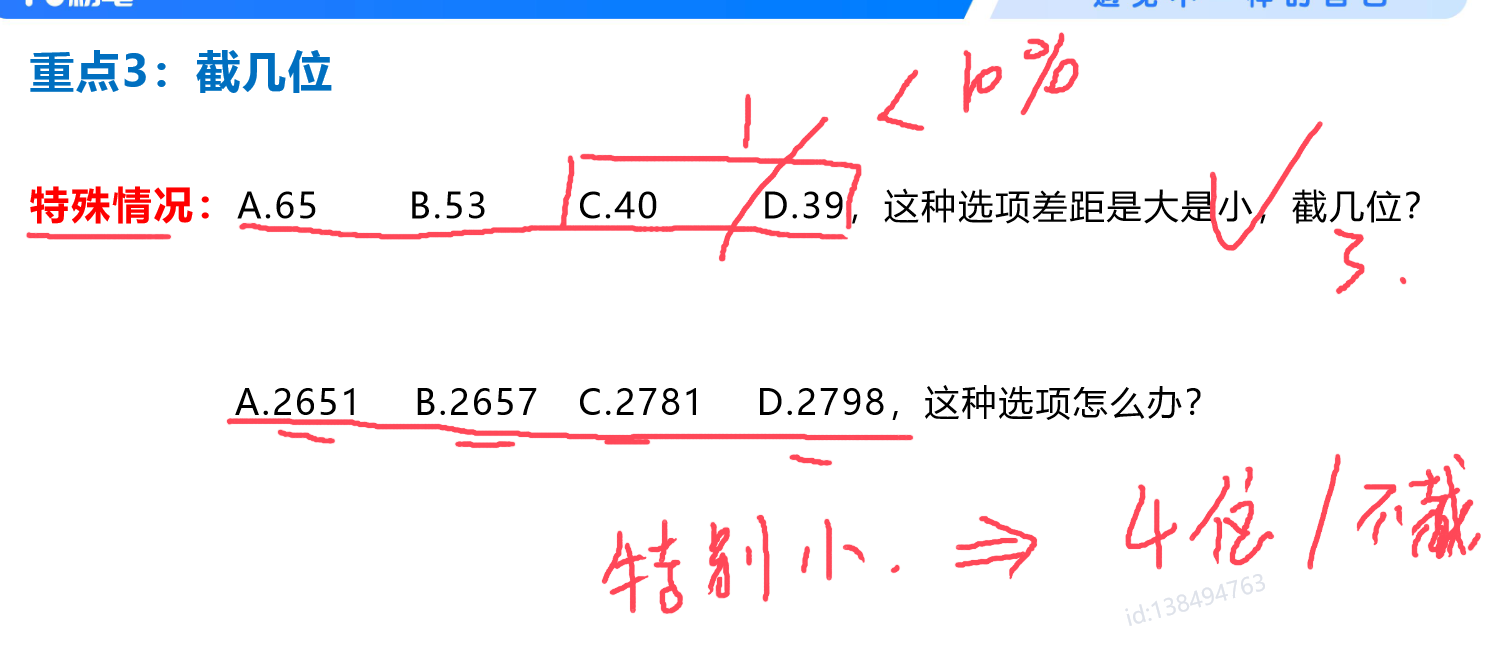 重点3：截几位
< 10%
1
特殊情况：A.65 B.53 C.40 D.39，这种选项差距是大是小，截几位？
3.
A.2651 B.2657 C.2781 D.2798，这种选项怎么办？
特别小. ⇒ 4位/不截
id:138494763